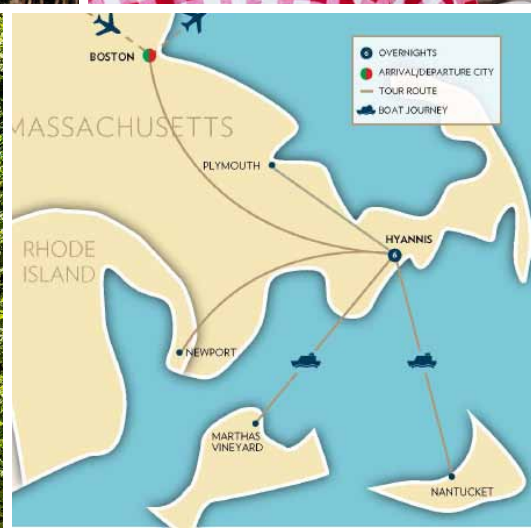 BOSTON
6 OVERNIGHTS
ARRIVAL/DEPARTURE CITY
TOUR ROUTE
BOAT JOURNEY
MASSACHUSETTS
PLYMOUTH
HYANNIS
6
RHODE
ISLAND
NEWPORT
MARTHAS
VINEYARD
NANTUCKET